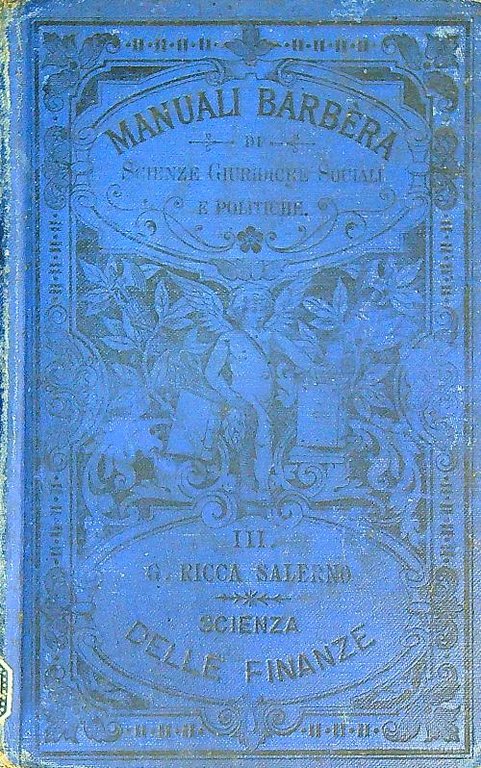 MANUALI BARBÈRA
DI
SCIENZE GIURIDICHE SOCIALI
E POLITICHE.
III.
G. RICCA SALERNO
SCIENZA
DELLE FINANZE